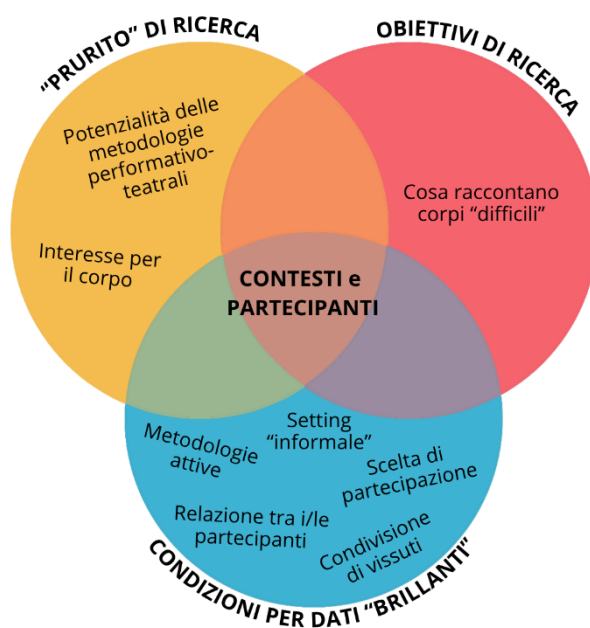 “PRURITO” DI RICERCA
OBIETTIVI DI RICERCA
Potenzialità delle
metodologie
performativo-
teatrali
Interesse per
il corpo
Cosa raccontano
corpi “difficili”
CONTESTI e
PARTECIPANTI
Setting
“informale”
Metodologie
attive
Scelta di
partecipazione
Relazione tra i/le
partecipanti
Condivisione
di vissuti
CONDIZIONI PER DATI “BRILLANTI”